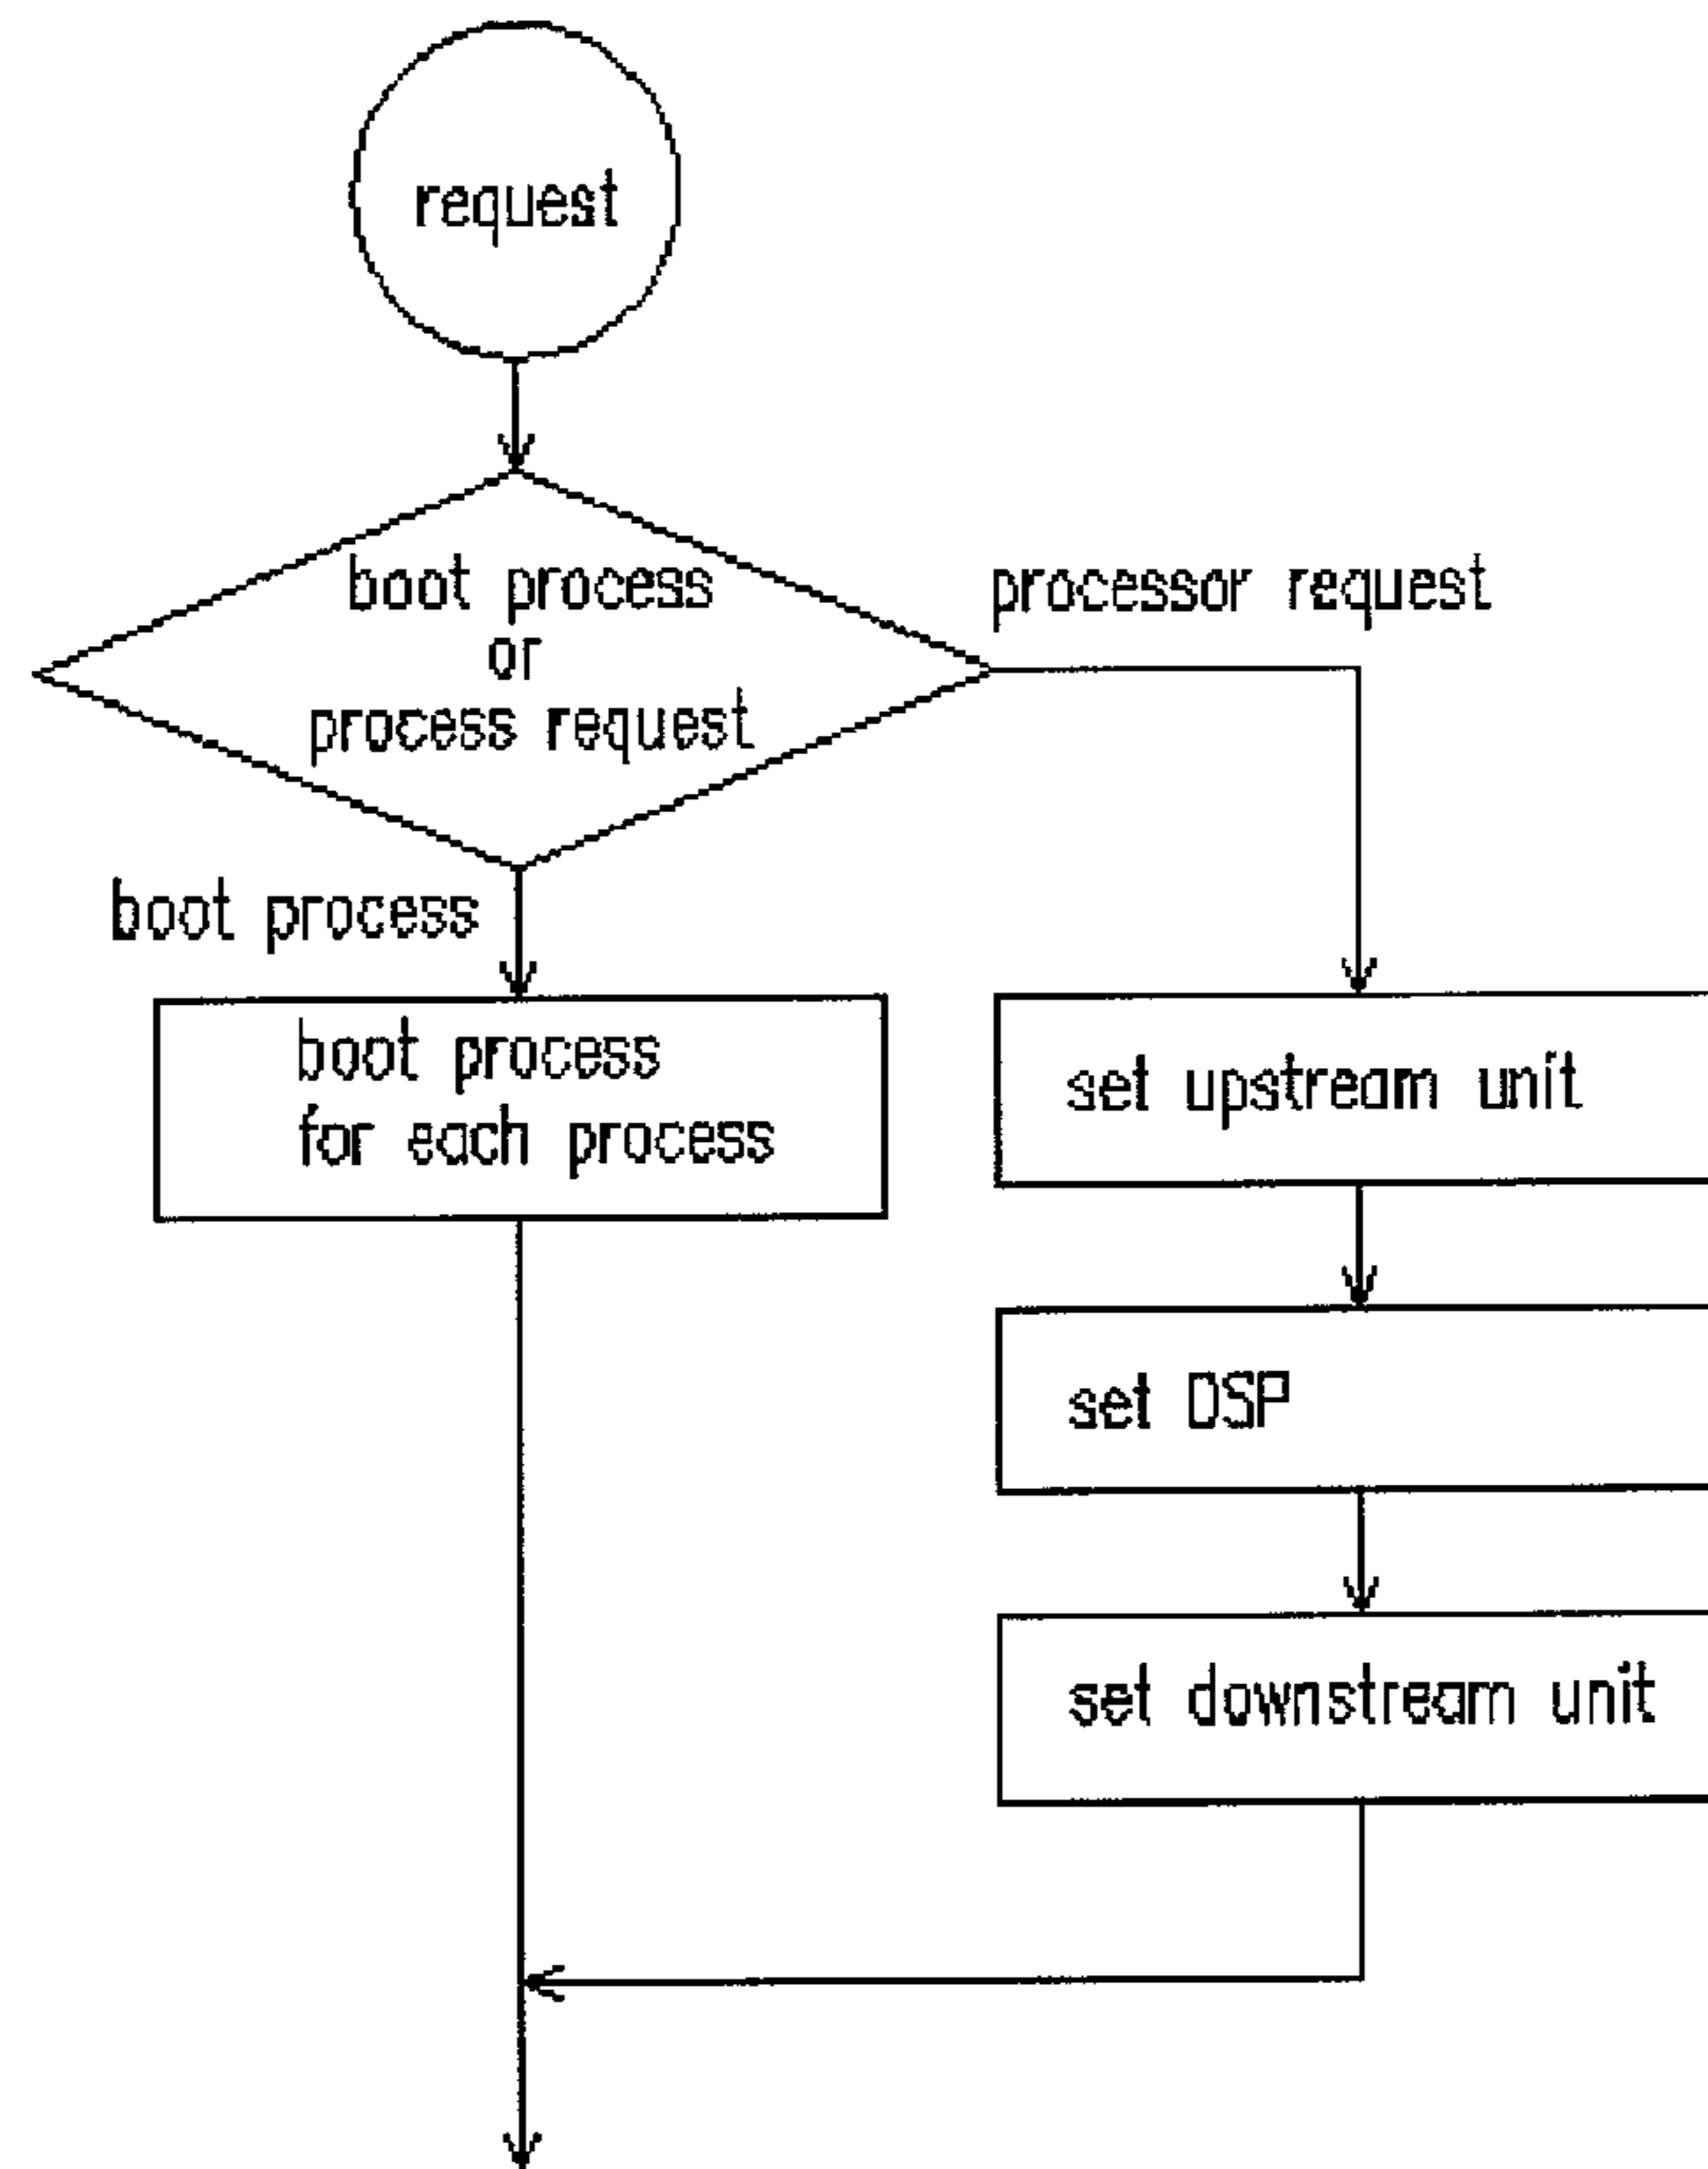 request
boot process
or
process request
processor request
boot process
boot process
for each process
set upstream unit
set DSP
set downstream unit